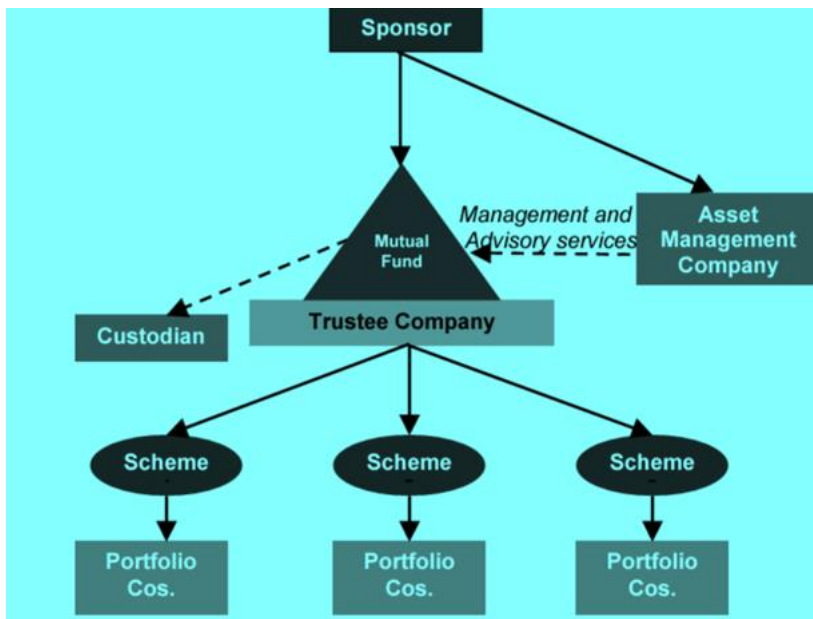 Sponsor
Management and
Advisory services
Asset
Management
Company
Mutual
Fund
Trustee Company
Custodian
Scheme
Scheme
Scheme
Portfolio
Cos.
Portfolio
Cos.
Portfolio
Cos.